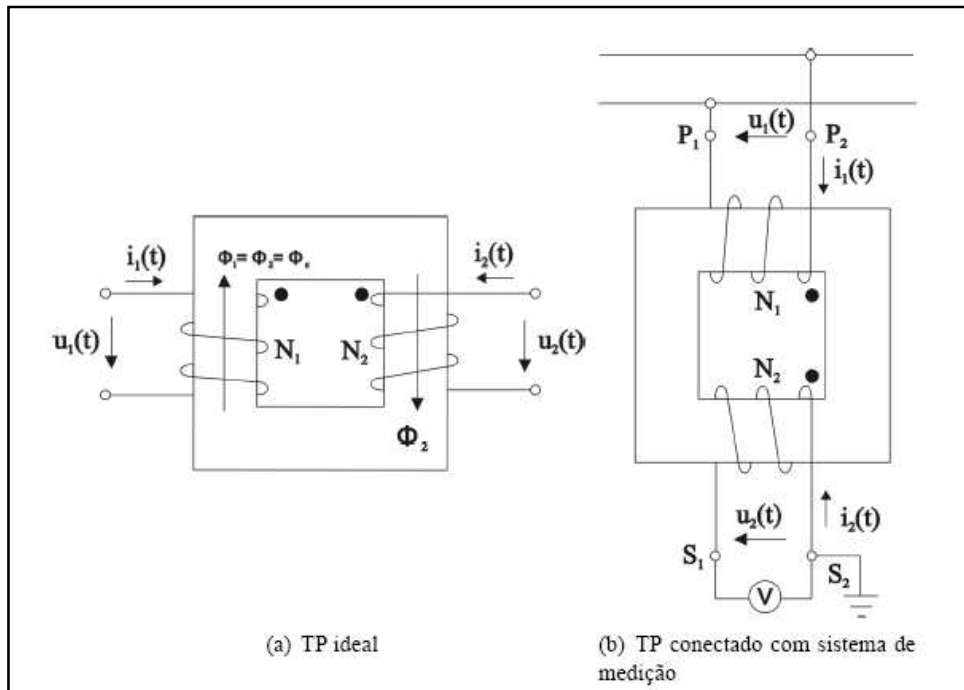 u₁(t)
P₁
P₂
i₁(t)
i₁(t)
Φ₁= Φ₂= Φ꜀
i₂(t)
N₁
u₁(t)
N₁
N₂
u₂(t)
N₂
Φ₂
u₂(t)
i₂(t)
S₁
S₂
V
(a) TP ideal
(b) TP conectado com sistema de
medição